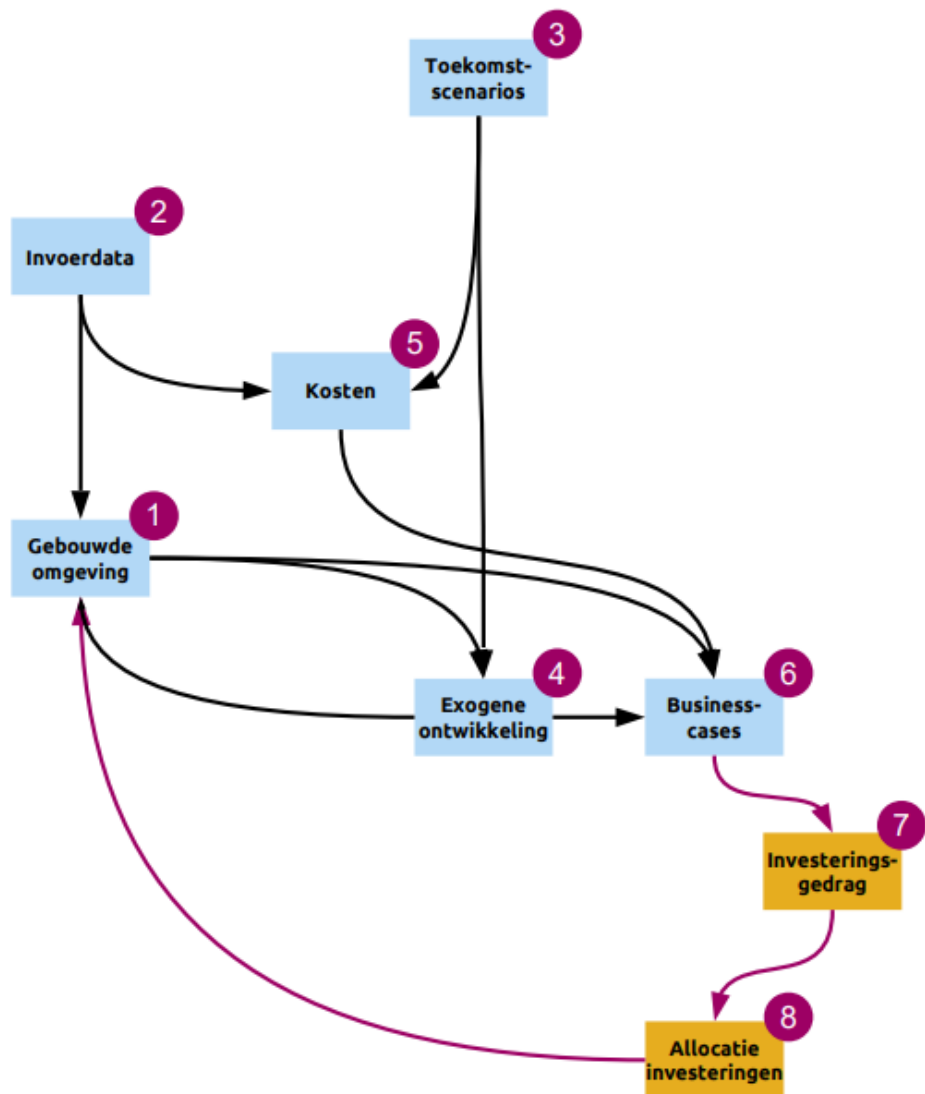 3
Toekomst-
scenarios
2
Invoerdata
5
Kosten
1
Gebouwde
omgeving
4
Exogene
ontwikkeling
6
Business-
cases
7
Investerings-
gedrag
8
Allocatie
investeringen